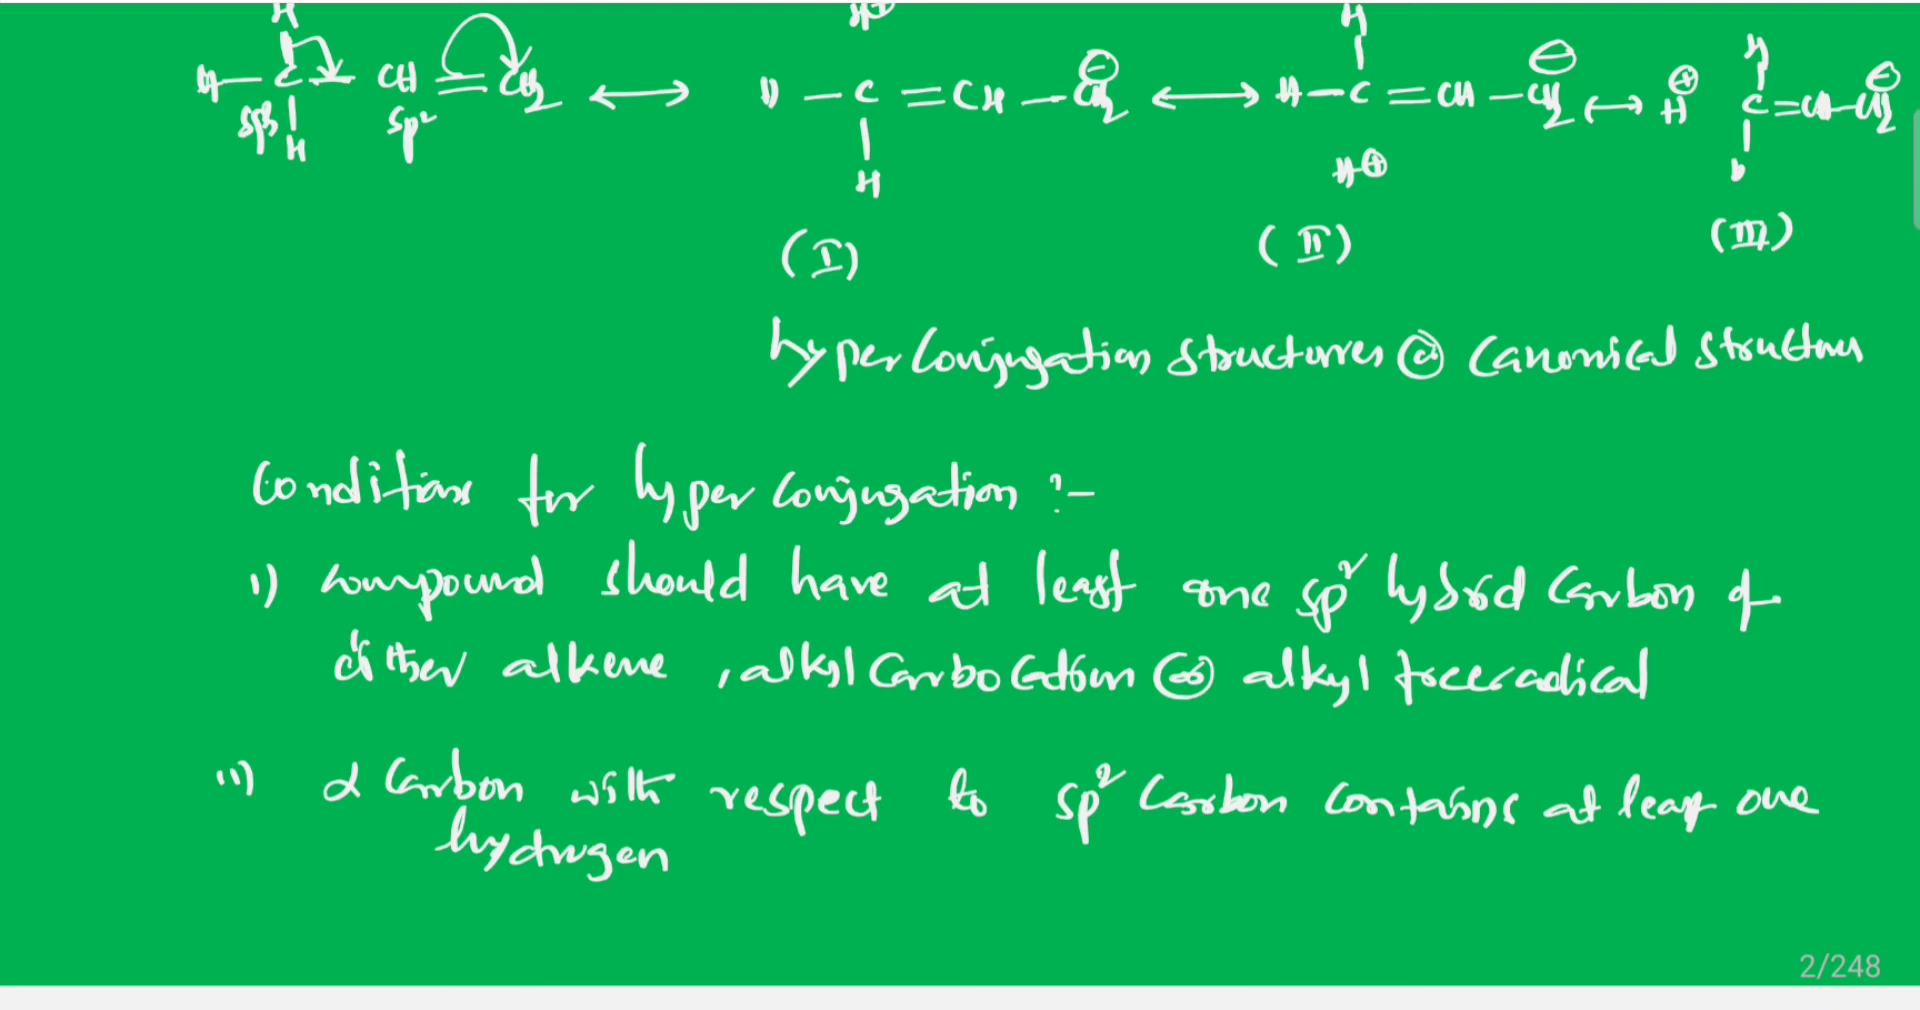 H
H – C – CH = CH2 ↔ H – C = CH – CH2 ↔ H – C = CH – CH2 ↔ H⊕ C = CH – CH2
sp3 H sp2
H
H⊕
(I) (II) (III)
hyper Conjugation structures (or) Canonical structures
Conditions for hyper conjugation :-
i) compound should have at least one sp2 hybrid Carbon of
either alkene , alkyl Carbocation (or) alkyl free radical
ii) α Carbon with respect to sp2 Carbon contains at least one
hydrogen
2/248